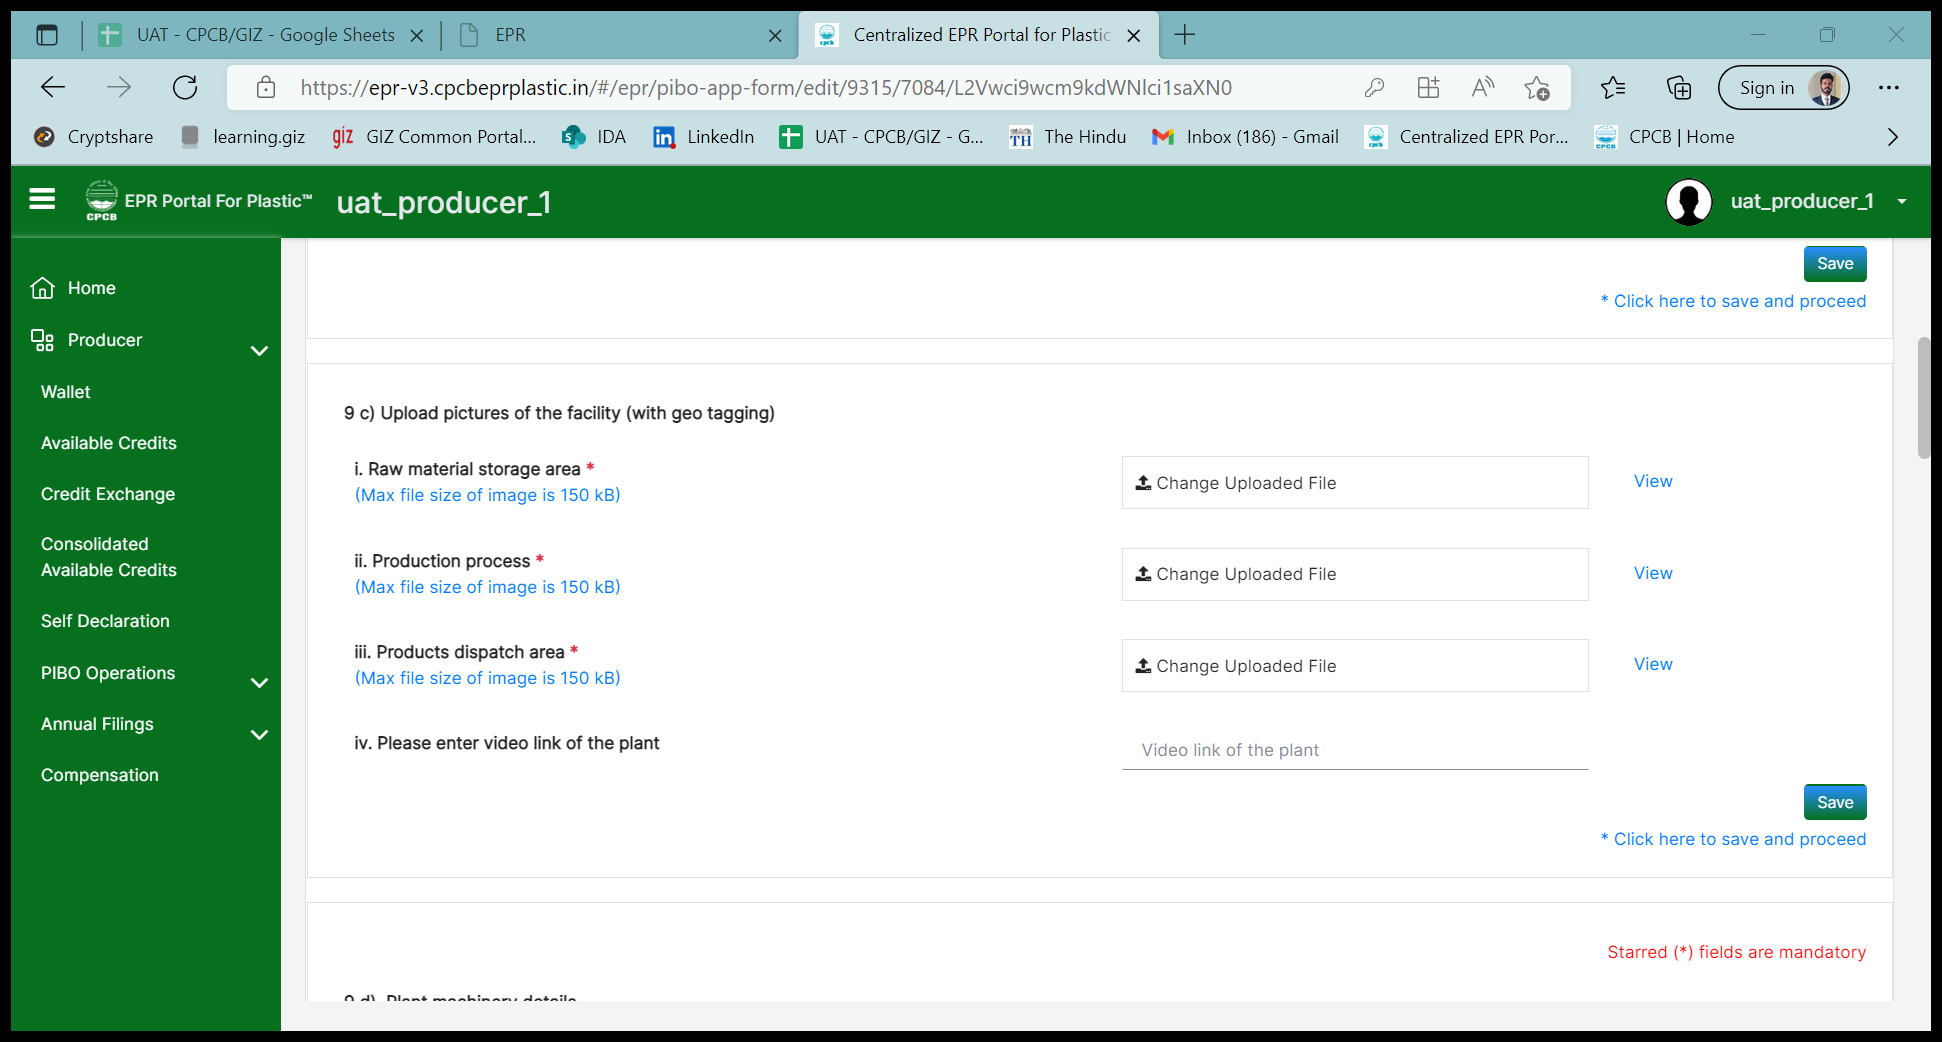 UAT - CPCB/GIZ - Google Sheets
EPR
Centralized EPR Portal for Plastic
https://epr-v3.cpcbeprplastic.in/#/epr/pibo-app-form/edit/9315/7084/L2Vwci9wcm9kdWNlci1saXN0
Sign in
Cryptshare
learning.giz
giz GIZ Common Portal...
IDA
LinkedIn
UAT - CPCB/GIZ - G...
TH The Hindu
Inbox (186) - Gmail
Centralized EPR Por...
CPCB | Home
CPCB
EPR Portal For Plastic™
uat_producer_1
uat_producer_1
Home
Producer
Wallet
Available Credits
Credit Exchange
Consolidated
Available Credits
Self Declaration
PIBO Operations
Annual Filings
Compensation
Save
* Click here to save and proceed
9 c) Upload pictures of the facility (with geo tagging)
i. Raw material storage area *
(Max file size of image is 150 kB)
Change Uploaded File
View
ii. Production process *
(Max file size of image is 150 kB)
Change Uploaded File
View
iii. Products dispatch area *
(Max file size of image is 150 kB)
Change Uploaded File
View
iv. Please enter video link of the plant
Video link of the plant
Save
* Click here to save and proceed
Starred (*) fields are mandatory
9 d) Plant machinery details